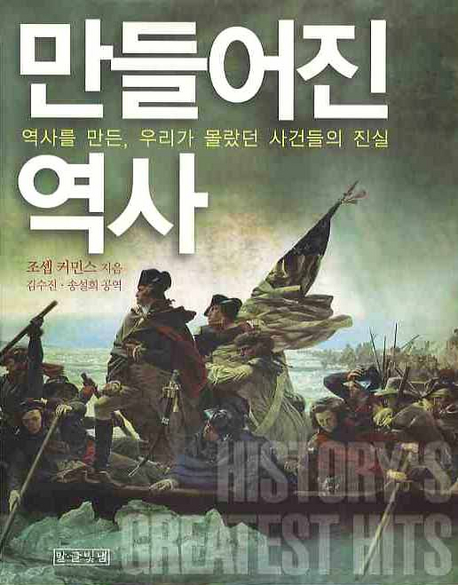 만들어진
역사를 만든, 우리가 몰랐던 사건들의 진실
역사
조셉 커민스 지음
김수진·송설희 공역
HISTORY'S
GREATEST HITS
말·글빛냄